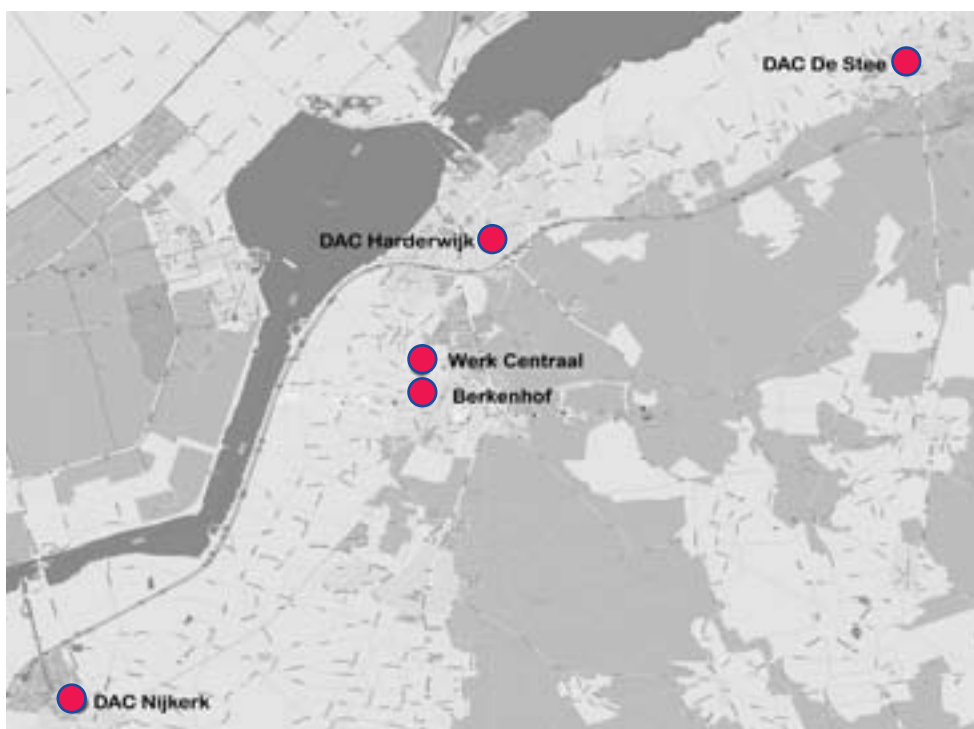 DAC De Stee
DAC Harderwijk
Werk Centraal
Berkenhof
DAC Nijkerk